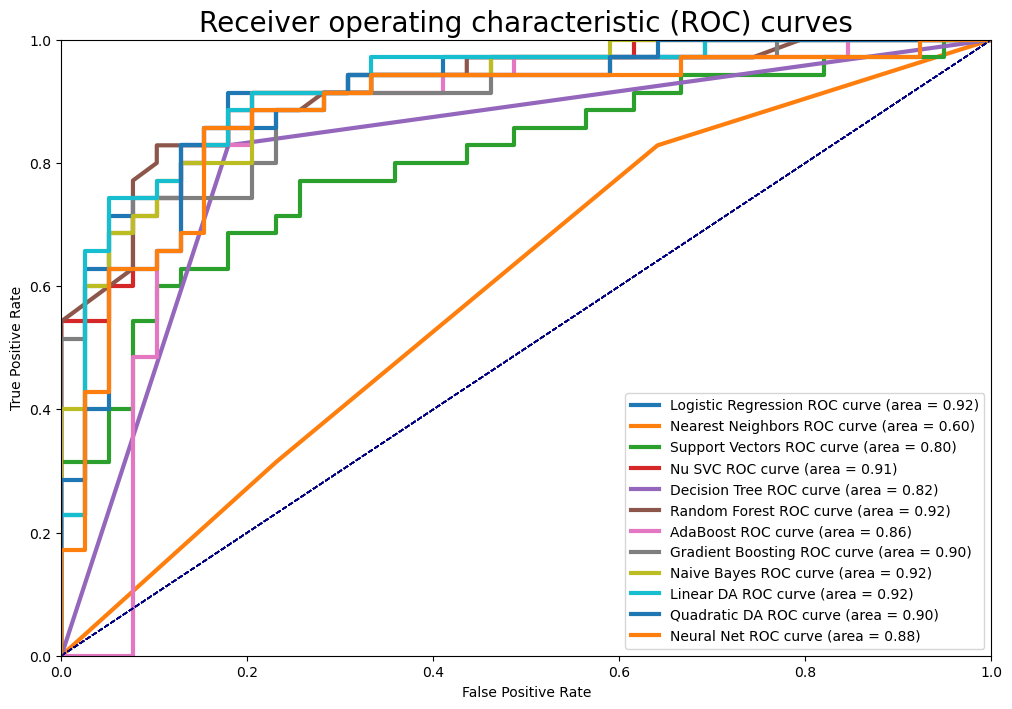 Receiver operating characteristic (ROC) curves
1.0
0.8
0.6
0.4
0.2
0.0
True Positive Rate
Logistic Regression ROC curve (area = 0.92)
Nearest Neighbors ROC curve (area = 0.60)
Support Vectors ROC curve (area = 0.80)
Nu SVC ROC curve (area = 0.91)
Decision Tree ROC curve (area = 0.82)
Random Forest ROC curve (area = 0.92)
AdaBoost ROC curve (area = 0.86)
Gradient Boosting ROC curve (area = 0.90)
Naive Bayes ROC curve (area = 0.92)
Linear DA ROC curve (area = 0.92)
Quadratic DA ROC curve (area = 0.90)
Neural Net ROC curve (area = 0.88)
0.0 0.2 0.4 0.6 0.8 1.0
False Positive Rate